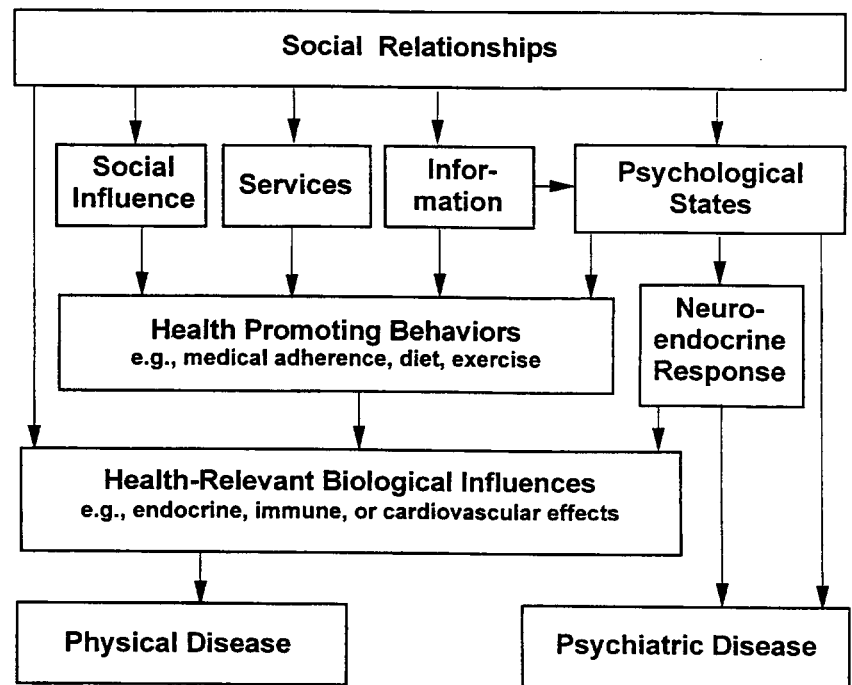 Social Relationships
Social
Influence
Services
Infor-
mation
Psychological
States
Health Promoting Behaviors
e.g., medical adherence, diet, exercise
Neuro-
endocrine
Response
Health-Relevant Biological Influences
e.g., endocrine, immune, or cardiovascular effects
Physical Disease
Psychiatric Disease